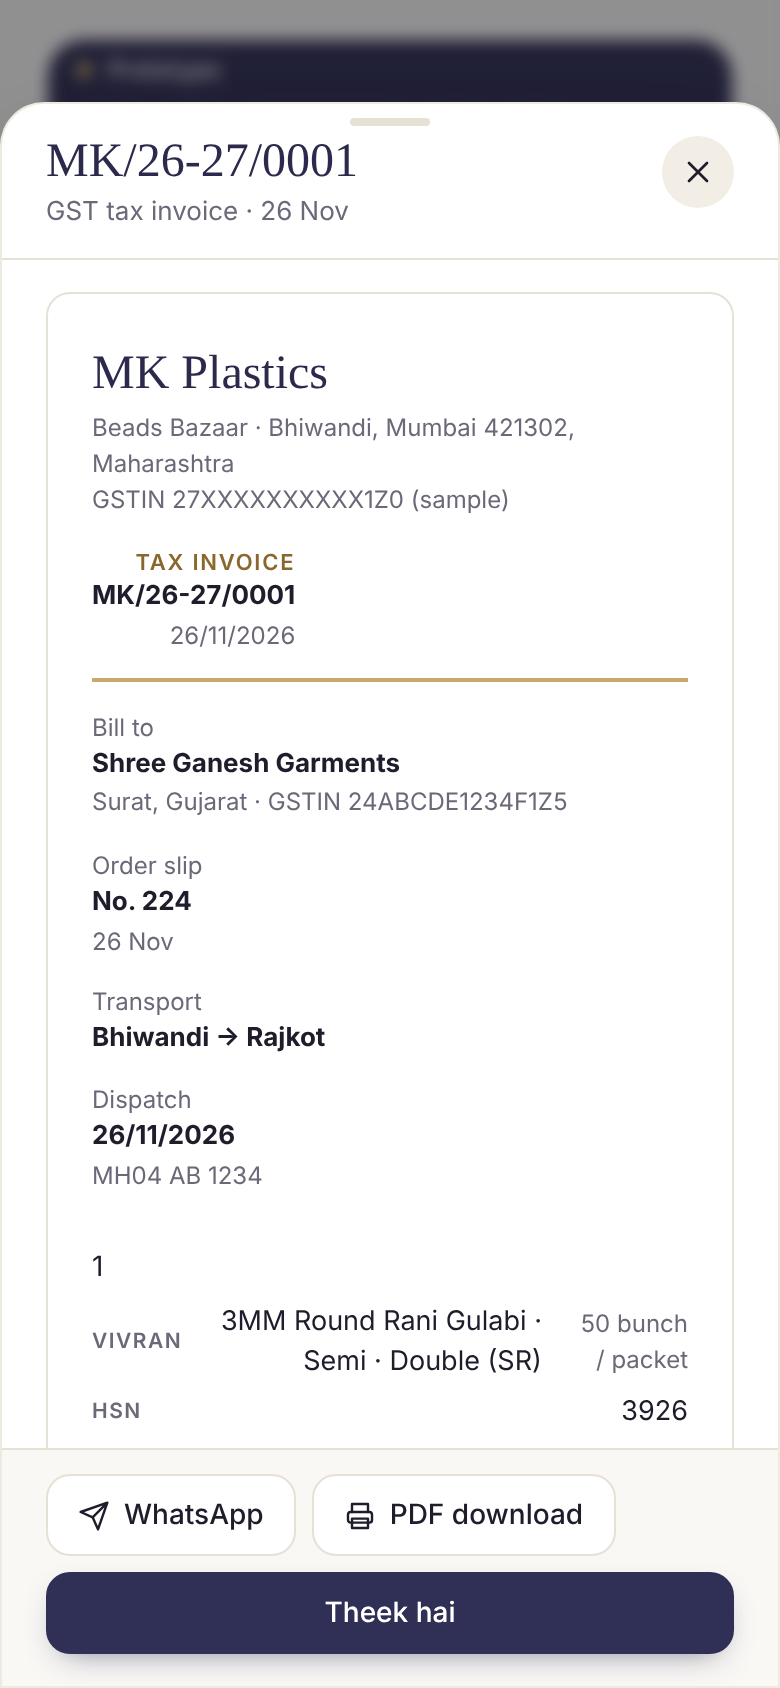 Prototype
MK/26-27/0001
GST tax invoice · 26 Nov
MK Plastics
Beads Bazaar · Bhiwandi, Mumbai 421302,
Maharashtra
GSTIN 27XXXXXXXXXX1Z0 (sample)
TAX INVOICE
MK/26-27/0001
26/11/2026
Bill to
Shree Ganesh Garments
Surat, Gujarat · GSTIN 24ABCDE1234F1Z5
Order slip
No. 224
26 Nov
Transport
Bhiwandi → Rajkot
Dispatch
26/11/2026
MH04 AB 1234
1
VIVRAN 3MM Round Rani Gulabi · 50 bunch
Semi · Double (SR) / packet
HSN 3926
WhatsApp PDF download
Theek hai